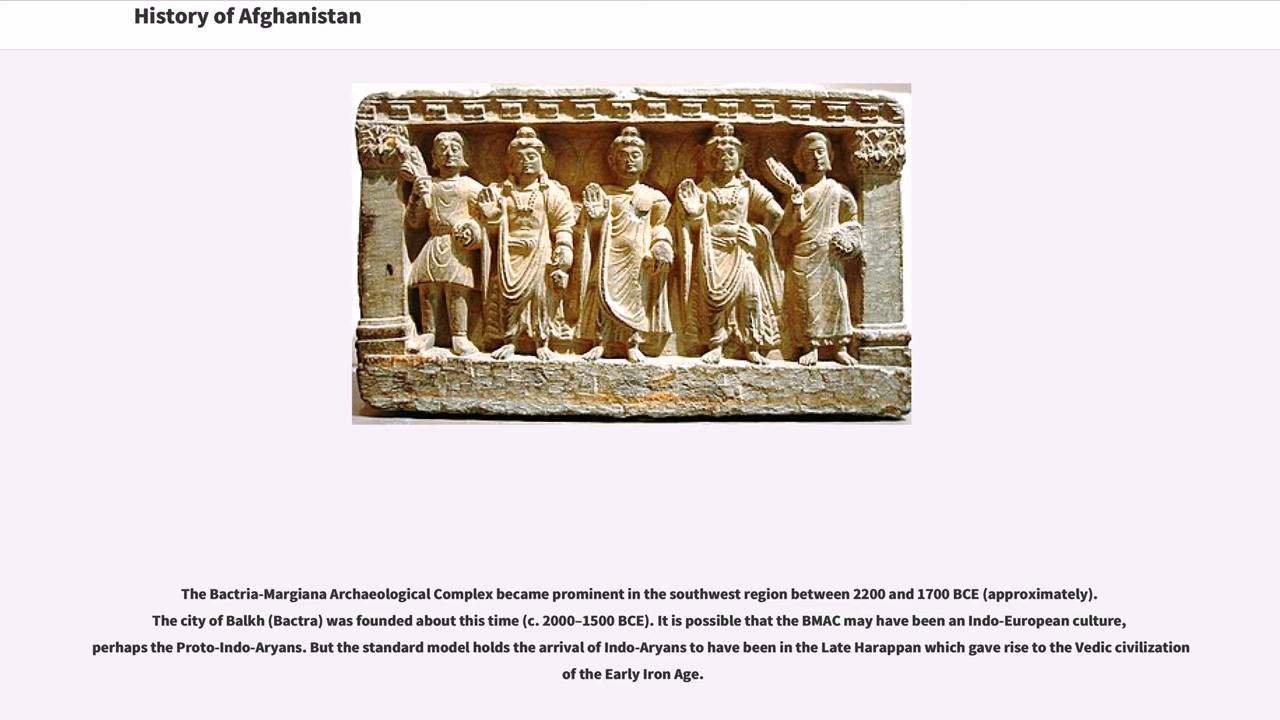 History of Afghanistan
The Bactria-Margiana Archaeological Complex became prominent in the southwest region between 2200 and 1700 BCE (approximately).
The city of Balkh (Bactra) was founded about this time (c. 2000–1500 BCE). It is possible that the BMAC may have been an Indo-European culture,
perhaps the Proto-Indo-Aryans. But the standard model holds the arrival of Indo-Aryans to have been in the Late Harappan which gave rise to the Vedic civilization
of the Early Iron Age.